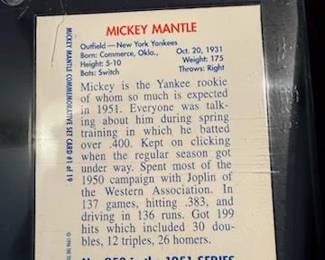 MICKEY MANTLE
Outfield — New York Yankees
Born: Commerce, Okla., Oct. 20, 1931
Height: 5-10 Weight: 175
Bats: Switch Throws: Right
Mickey is the Yankee rookie
of whom so much is expected
in 1951. Everyone was talk-
ing about him during spring
training in which he batted
over .400. Kept on clicking
when the regular season got
under way. Spent most of the
1950 campaign with Joplin of
the Western Association. In
137 games, hitting .383, and
driving in 136 runs. Got 199
hits which included 30 dou-
bles, 12 triples, 26 homers.
in the 1951 SERIES
MICKEY MANTLE COMMEMORATIVE SET CARD #1 OF 19